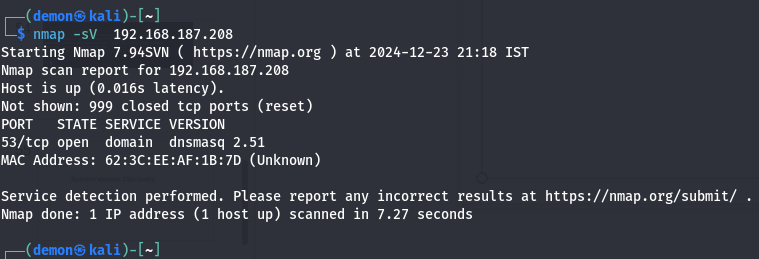 ┌──(demon㉿kali)-[~]
└─$ nmap -sV  192.168.187.208
Starting Nmap 7.94SVN ( https://nmap.org ) at 2024-12-23 21:18 IST
Nmap scan report for 192.168.187.208
Host is up (0.016s latency).
Not shown: 999 closed tcp ports (reset)
PORT   STATE SERVICE VERSION
53/tcp open  domain  dnsmasq 2.51
MAC Address: 62:3C:EE:AF:1B:7D (Unknown)

Service detection performed. Please report any incorrect results at https://nmap.org/submit/ .
Nmap done: 1 IP address (1 host up) scanned in 7.27 seconds

┌──(demon㉿kali)-[~]